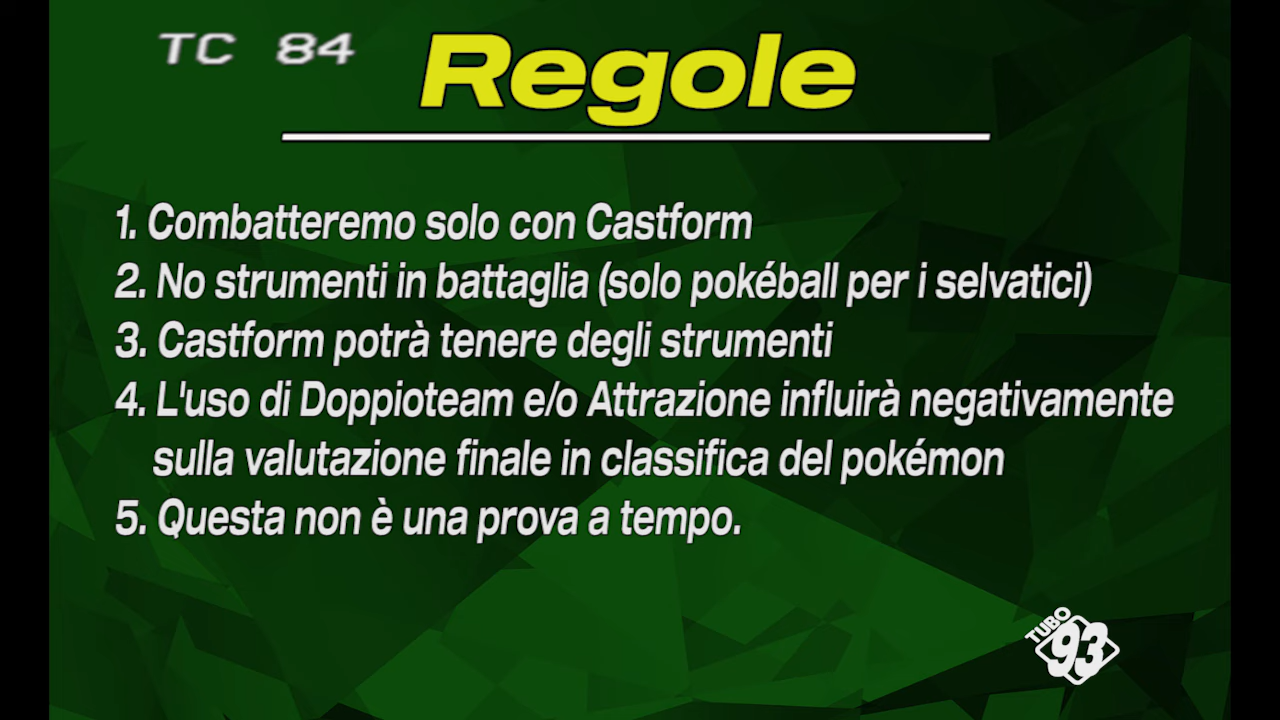 TC 84
Regole
1. Combatteremo solo con Castform
2. No strumenti in battaglia (solo pokéball per i selvatici)
3. Castform potrà tenere degli strumenti
4. L'uso di Doppioteam e/o Attrazione influirà negativamente
sulla valutazione finale in classifica del pokémon
5. Questa non è una prova a tempo.
TUBO
93